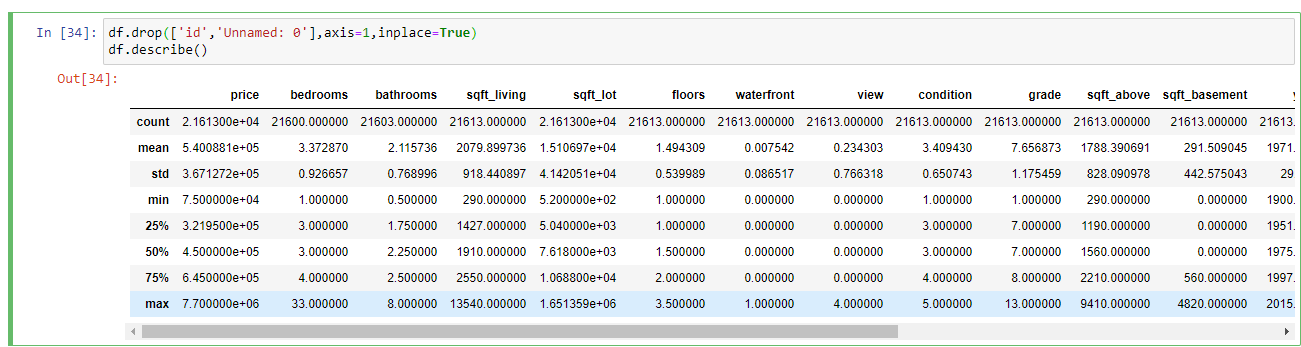 In [34]: df.drop(['id','Unnamed: 0'],axis=1,inplace=True)
df.describe()
Out[34]:
price bedrooms bathrooms sqft_living sqft_lot floors waterfront view condition grade sqft_above sqft_basement
count 2.161300e+04 21600.000000 21603.000000 21613.000000 2.161300e+04 21613.000000 21613.000000 21613.000000 21613.000000 21613.000000 21613.000000 21613.000000 21613.
mean 5.400881e+05 3.372870 2.115736 2079.899736 1.510697e+04 1.494309 0.007542 0.234303 3.409430 7.656873 1788.390691 291.509045 1971.
std 3.671272e+05 0.926657 0.768996 918.440897 4.142051e+04 0.539989 0.086517 0.766318 0.650743 1.175459 828.090978 442.575043 29.
min 7.500000e+04 1.000000 0.500000 290.000000 5.200000e+02 1.000000 0.000000 0.000000 1.000000 1.000000 290.000000 0.000000 1900.
25% 3.219500e+05 3.000000 1.750000 1427.000000 5.040000e+03 1.000000 0.000000 0.000000 3.000000 7.000000 1190.000000 0.000000 1951.
50% 4.500000e+05 3.000000 2.250000 1910.000000 7.618000e+03 1.500000 0.000000 0.000000 3.000000 7.000000 1560.000000 0.000000 1975.
75% 6.450000e+05 4.000000 2.500000 2550.000000 1.068800e+04 2.000000 0.000000 0.000000 4.000000 8.000000 2210.000000 560.000000 1997.
max 7.700000e+06 33.000000 8.000000 13540.000000 1.651359e+06 3.500000 1.000000 4.000000 5.000000 13.000000 9410.000000 4820.000000 2015.